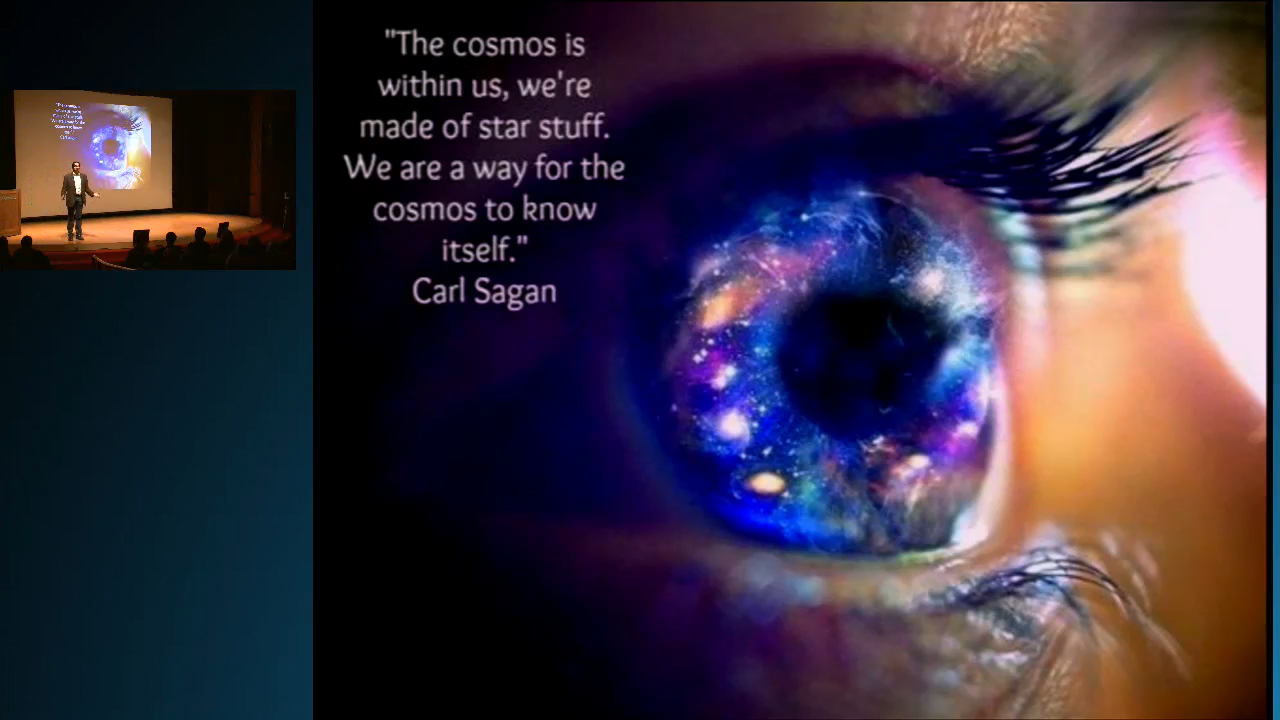 "The cosmos is
within us, we're
made of star stuff.
We are a way for the
cosmos to know
itself."
Carl Sagan